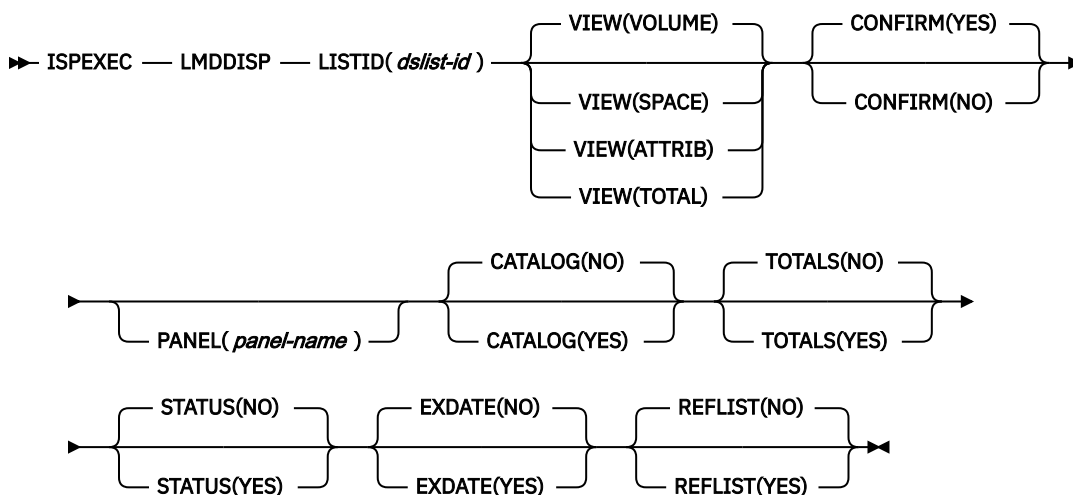 VIEW(VOLUME)
CONFIRM(YES)
ISPEXEC LMDDISP LISTID( dslist-id )
VIEW(SPACE)
CONFIRM(NO)
VIEW(ATTRIB)
VIEW(TOTAL)
CATALOG(NO)
TOTALS(NO)
PANEL( panel-name )
CATALOG(YES)
TOTALS(YES)
STATUS(NO)
EXDATE(NO)
REFLIST(NO)
STATUS(YES)
EXDATE(YES)
REFLIST(YES)